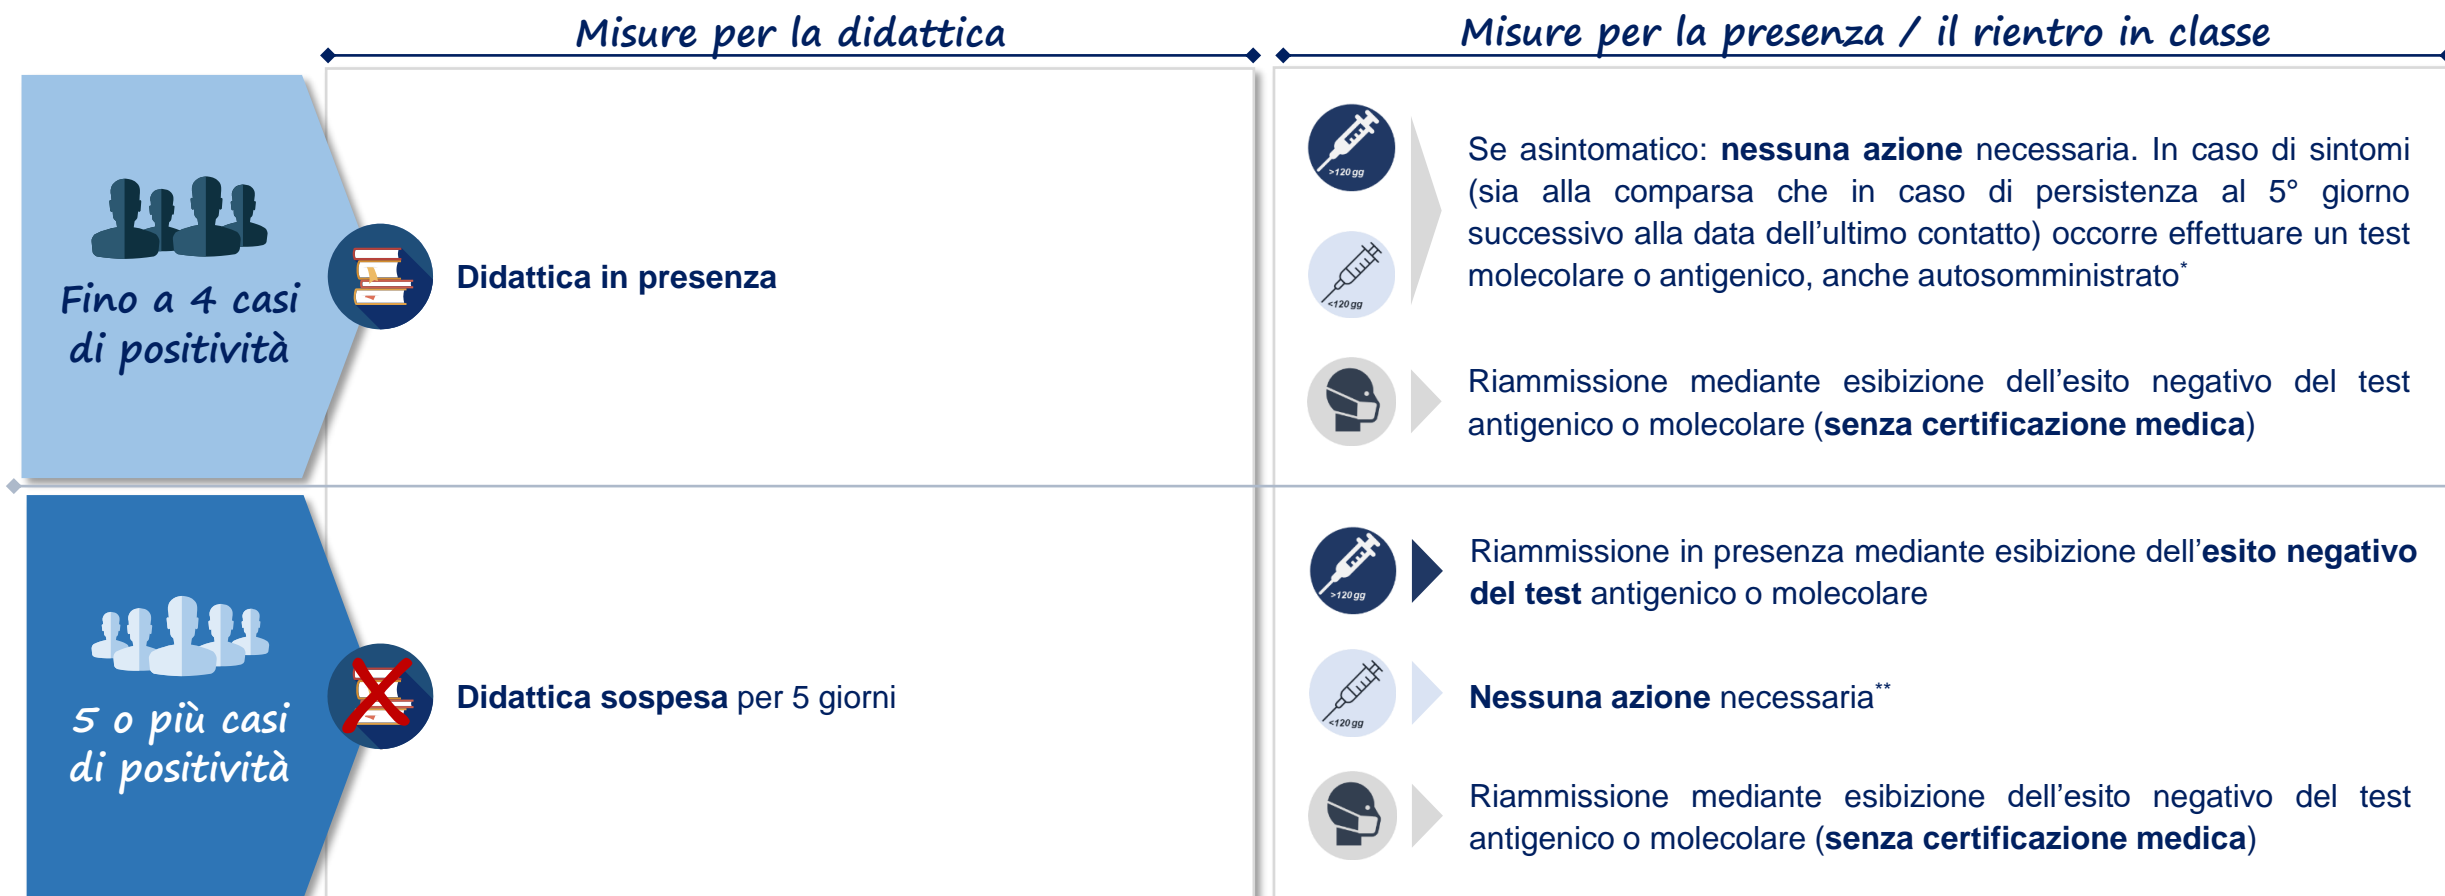 Misure per la didattica
Misure per la presenza / il rientro in classe
Fino a 4 casi
di positività
Didattica in presenza
>120 gg
<120 gg
Se asintomatico: nessuna azione necessaria. In caso di sintomi
(sia alla comparsa che in caso di persistenza al 5° giorno
successivo alla data dell’ultimo contatto) occorre effettuare un test
molecolare o antigenico, anche autosomministrato*
Riammissione mediante esibizione dell’esito negativo del test
antigenico o molecolare (senza certificazione medica)
5 o più casi
di positività
Didattica sospesa per 5 giorni
>120 gg
Riammissione in presenza mediante esibizione dell’esito negativo
del test antigenico o molecolare
<120 gg
Nessuna azione necessaria**
Riammissione mediante esibizione dell’esito negativo del test
antigenico o molecolare (senza certificazione medica)